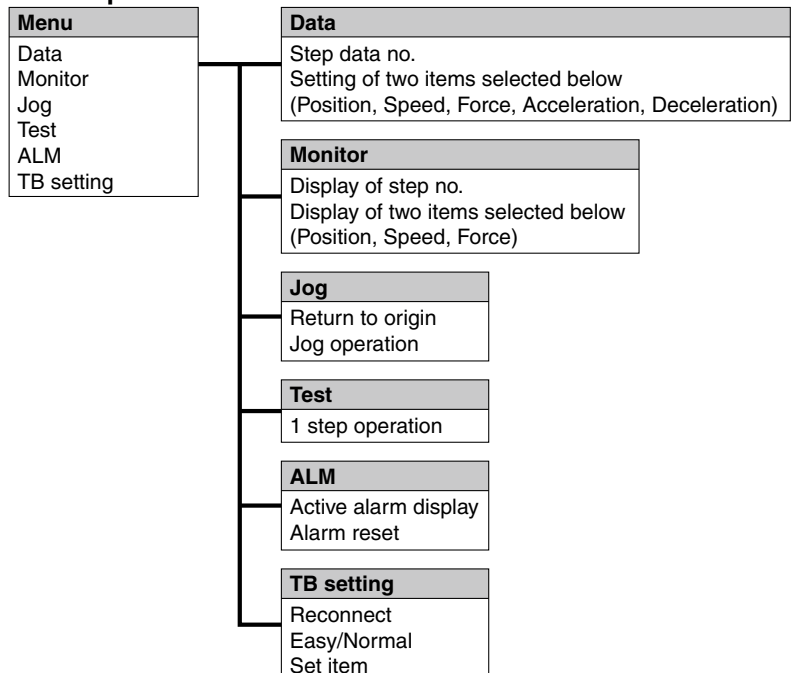 Menu
Data
Monitor
Jog
Test
ALM
TB setting
Data
Step data no.
Setting of two items selected below
(Position, Speed, Force, Acceleration, Deceleration)
Monitor
Display of step no.
Display of two items selected below
(Position, Speed, Force)
Jog
Return to origin
Jog operation
Test
1 step operation
ALM
Active alarm display
Alarm reset
TB setting
Reconnect
Easy/Normal
Set item